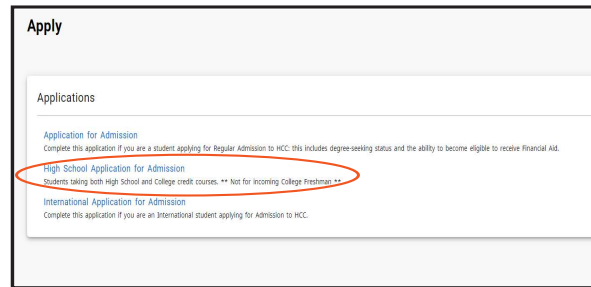 Apply
Applications
Application for Admission
Complete this application if you are a student applying for Regular Admission to HCC: this includes degree-seeking status and the ability to become eligible to receive Financial Aid.
High School Application for Admission
Students taking both High School and College credit courses. ** Not for incoming College Freshman **
International Application for Admission
Complete this application if you are an International student applying for Admission to HCC.